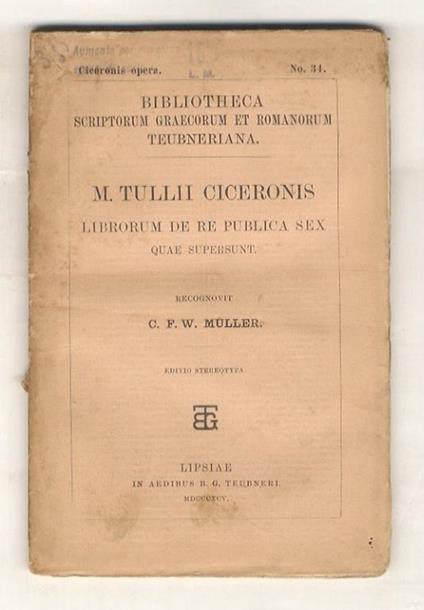 Ciceronis opera. No. 34.
L. M.
BIBLIOTHECA
SCRIPTORUM GRAECORUM ET ROMANORUM
TEUBNERIANA.
M. TULLII CICERONIS
LIBRORUM DE RE PUBLICA SEX
QUAE SUPERSUNT.
RECOGNOVIT
C. F. W. MÜLLER.
EDITIO STEREOTYPA
BTG
LIPSIAE
IN AEDIBUS B. G. TEUBNERI.
MDCCCXCV.